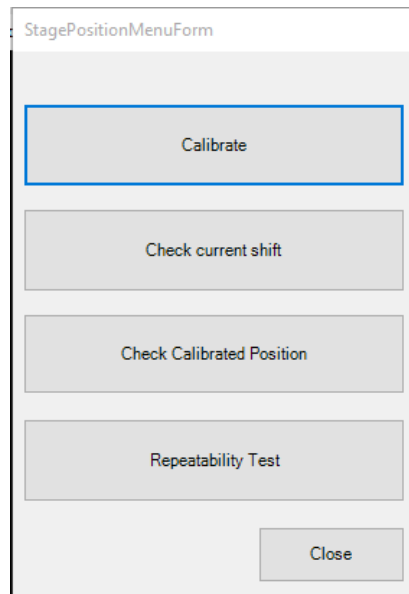 StagePositionMenuForm
Calibrate
Check current shift
Check Calibrated Position
Repeatability Test
Close